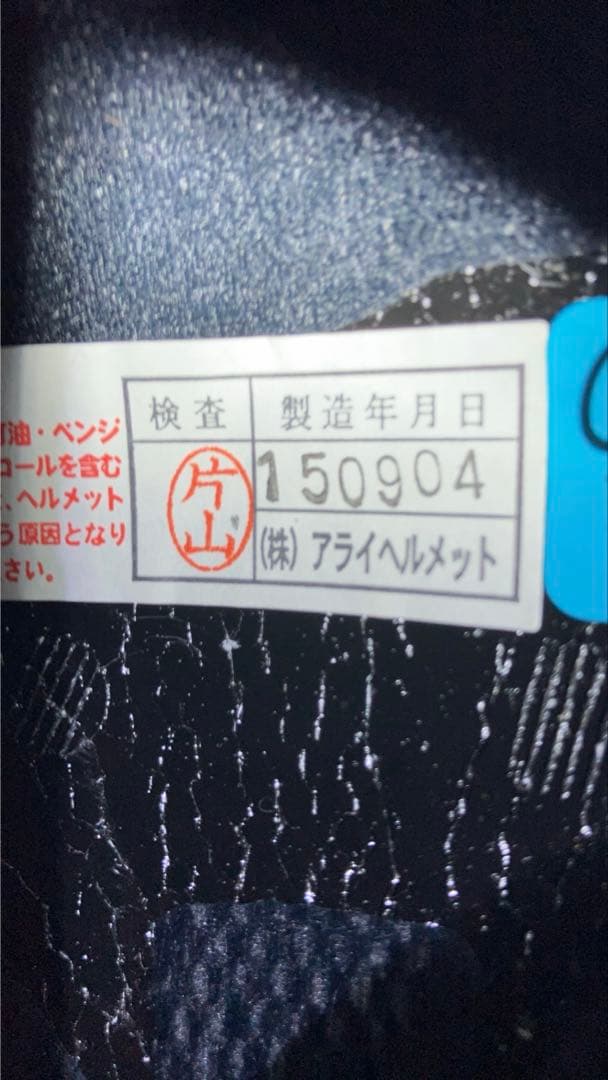 油・ベンジ
コールを含む
、ヘルメット
う原因となり
さい。
検査
製造年月日
片山
150904
(株) アライヘルメット